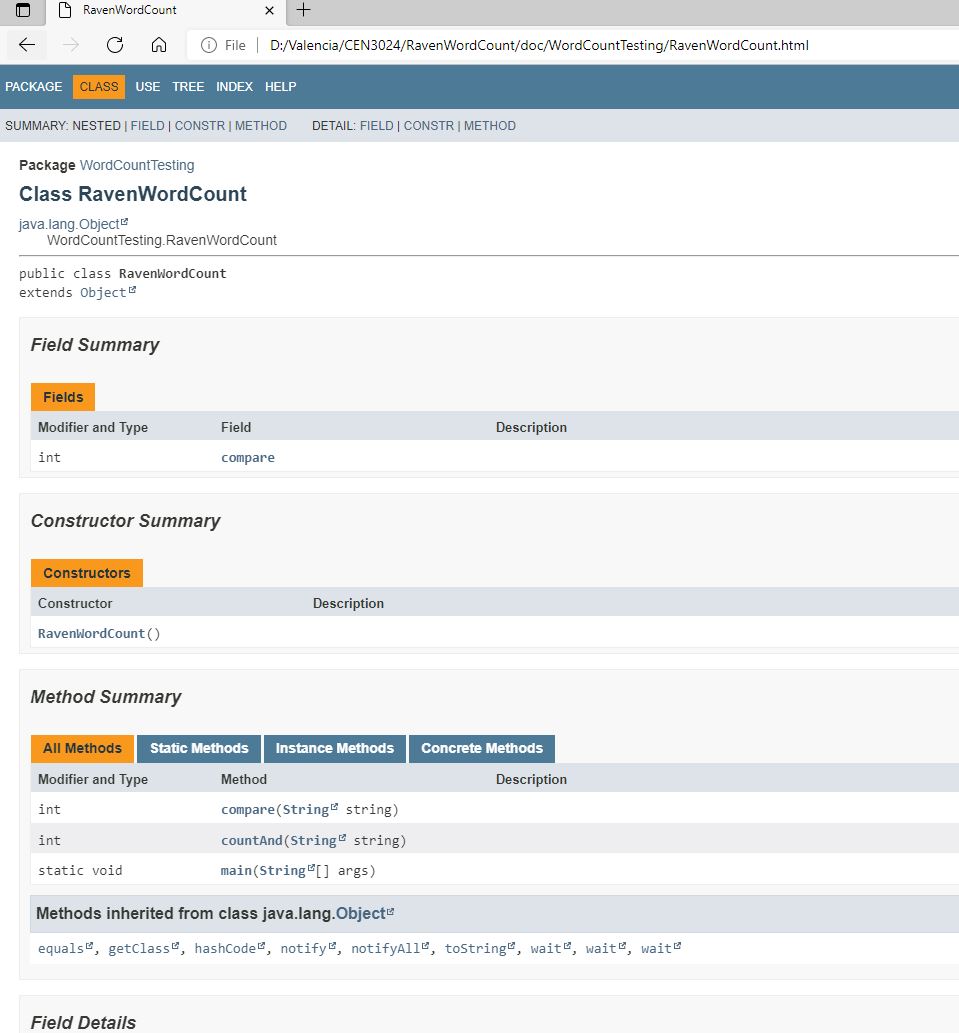 RavenWordCount
File D:/Valencia/CEN3024/RavenWordCount/doc/WordCountTesting/RavenWordCount.html
PACKAGE CLASS USE TREE INDEX HELP
SUMMARY: NESTED | FIELD | CONSTR | METHOD DETAIL: FIELD | CONSTR | METHOD
Package WordCountTesting
Class RavenWordCount
java.lang.Object
WordCountTesting.RavenWordCount
public class RavenWordCount
extends Object
Field Summary
Fields
Modifier and Type Field Description
int compare
Constructor Summary
Constructors
Constructor Description
RavenWordCount()
Method Summary
All Methods Static Methods Instance Methods Concrete Methods
Modifier and Type Method Description
int compare(String string)
int countAnd(String string)
static void main(String[] args)
Methods inherited from class java.lang.Object
equals, getClass, hashCode, notify, notifyAll, toString, wait, wait, wait
Field Details